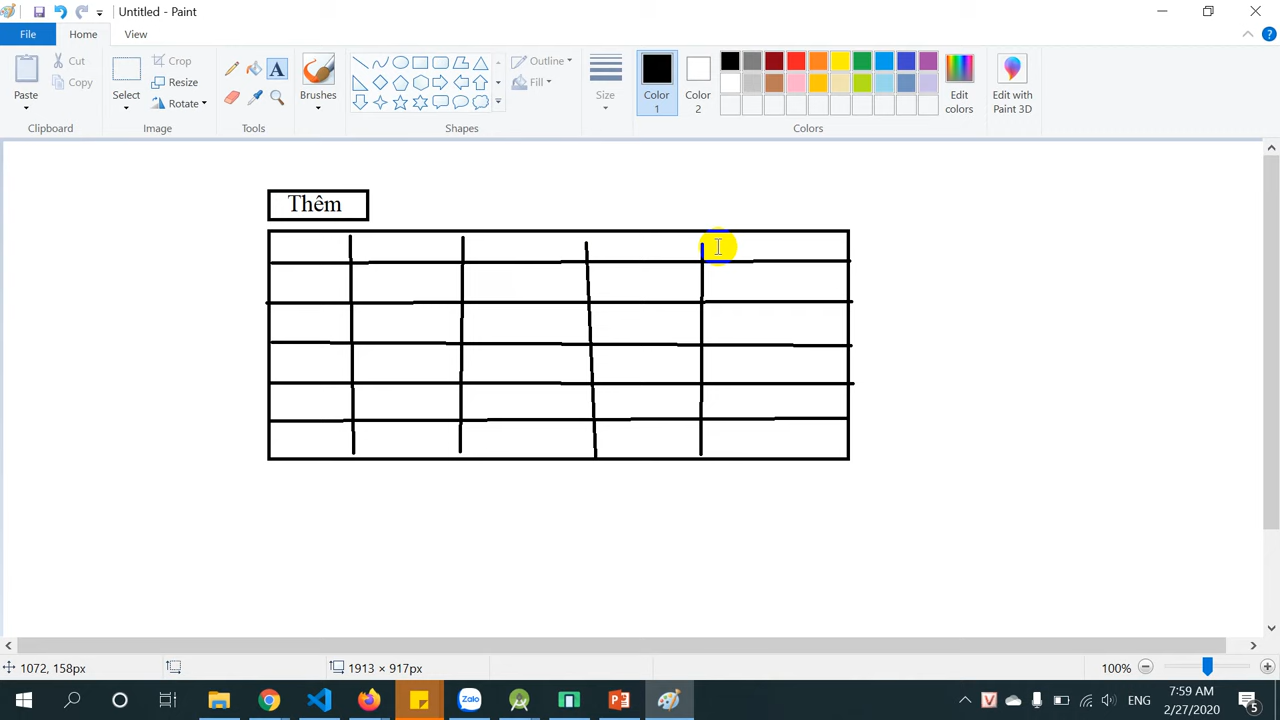 Untitled - Paint
File
Home
View
Paste
Cut
Copy
Clipboard
Select
Crop
Resize
Rotate
Image
A
Tools
Brushes
Shapes
Outline
Fill
Size
Color
1
Color
2
Colors
Edit
colors
Edit with
Paint 3D
Thêm
1072, 158px
1913 × 917px
100%
Zalo
V
ENG
7:59 AM
2/27/2020
5